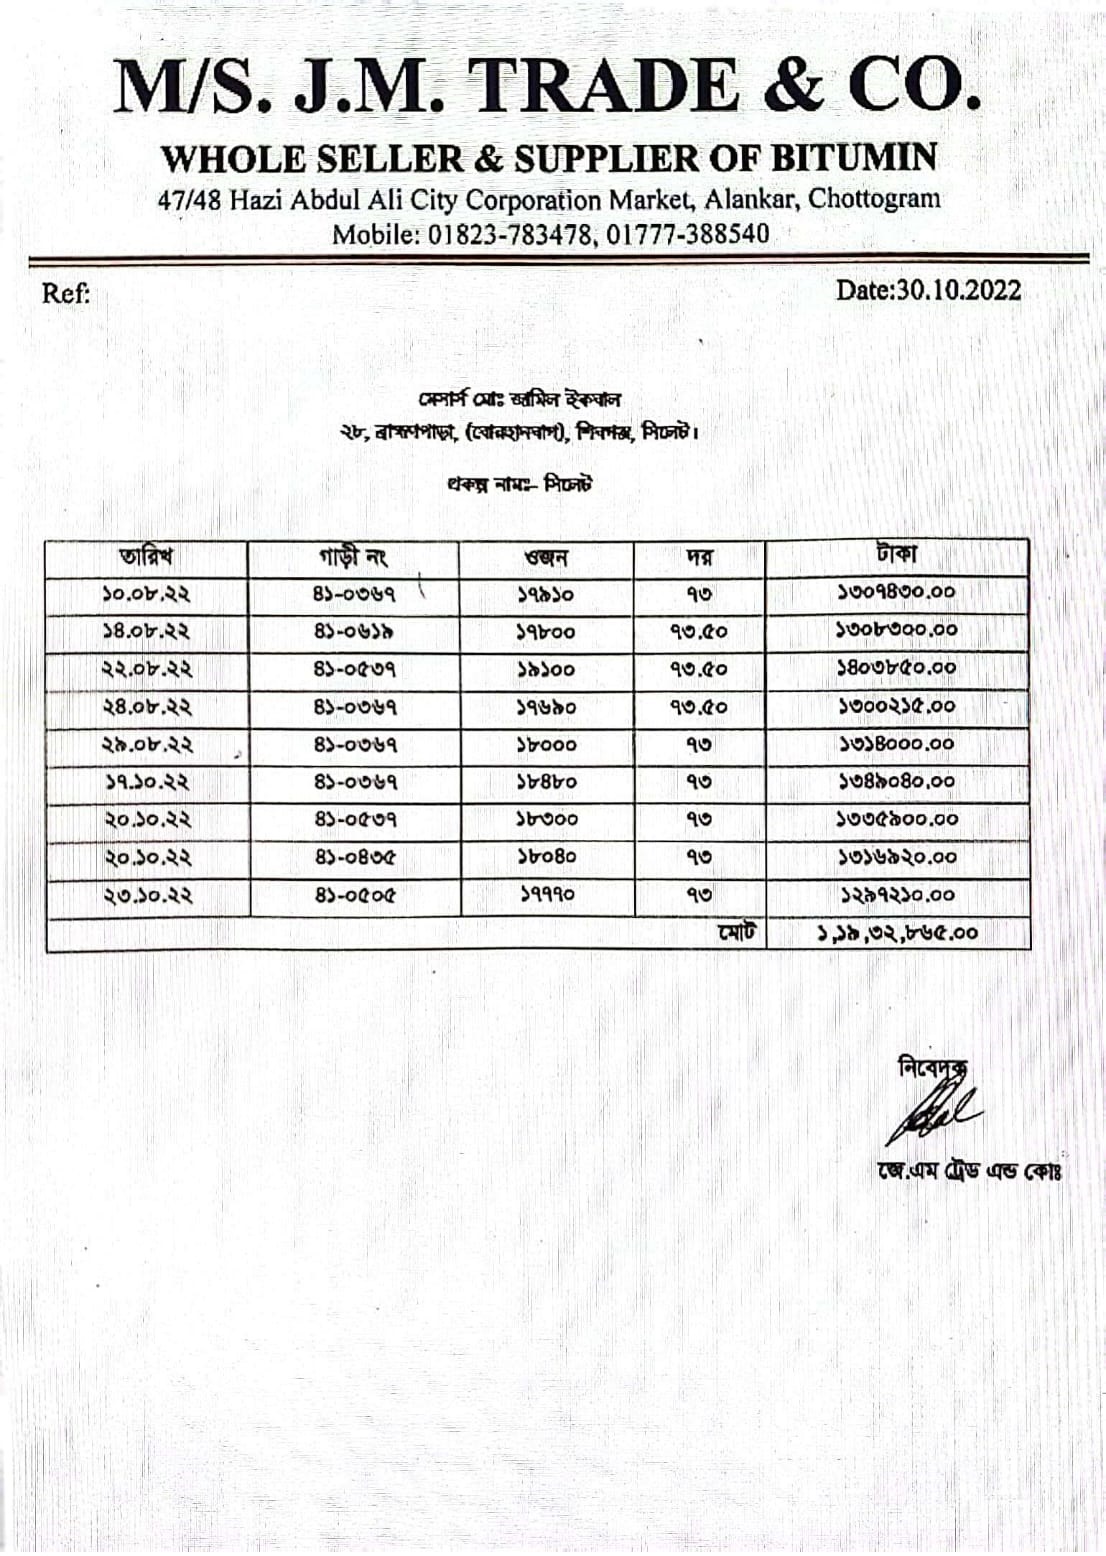 M/S. J.M. TRADE & CO.
WHOLE SELLER & SUPPLIER OF BITUMIN
47/48 Hazi Abdul Ali City Corporation Market, Alankar, Chottogram
Mobile: 01823-783478, 01777-388540
Ref: Date:30.10.2022
মেসার্স মোঃ জামিল ইকবাল
২৮, ব্রাহ্মণপাড়া, (বোরহানবাগ), শিবগঞ্জ, সিলেট।
প্রকল্প নামঃ- সিলেট
তারিখ গাড়ী নং ওজন দর টাকা
১০.০৮.২২ ৪১-০৩৬৭ ১৭৯১০ ৭৩ ১৩০৭৪৩০.০০
১৪.০৮.২২ ৪১-০৬১৯ ১৭৮০০ ৭৩.৫০ ১৩০৮৩০০.০০
২২.০৮.২২ ৪১-০৫৩৭ ১৯১০০ ৭৩.৫০ ১৪০৩৮৫০.০০
২৪.০৮.২২ ৪১-০৩৬৭ ১৭৬৯০ ৭৩.৫০ ১৩০০২১৫.০০
২৯.০৮.২২ ৪১-০৩৬৭ ১৮০০০ ৭৩ ১৩১৪০০০.০০
১৭.১০.২২ ৪১-০৩৬৭ ১৮৪৮০ ৭৩ ১৩৪৯০৪০.০০
২০.১০.২২ ৪১-০৫৩৭ ১৮৩০০ ৭৩ ১৩৩৫৯০০.০০
২০.১০.২২ ৪১-০৪৩৫ ১৮০৪০ ৭৩ ১৩১৬৯২০.০০
২৩.১০.২২ ৪১-০৫০৫ ১৭৭৭০ ৭৩ ১২৯৭২১০.০০
মোট ১,১৯,৩২,৮৬৫.০০
নিবেদক
জে.এম ট্রেড এন্ড কোঃ